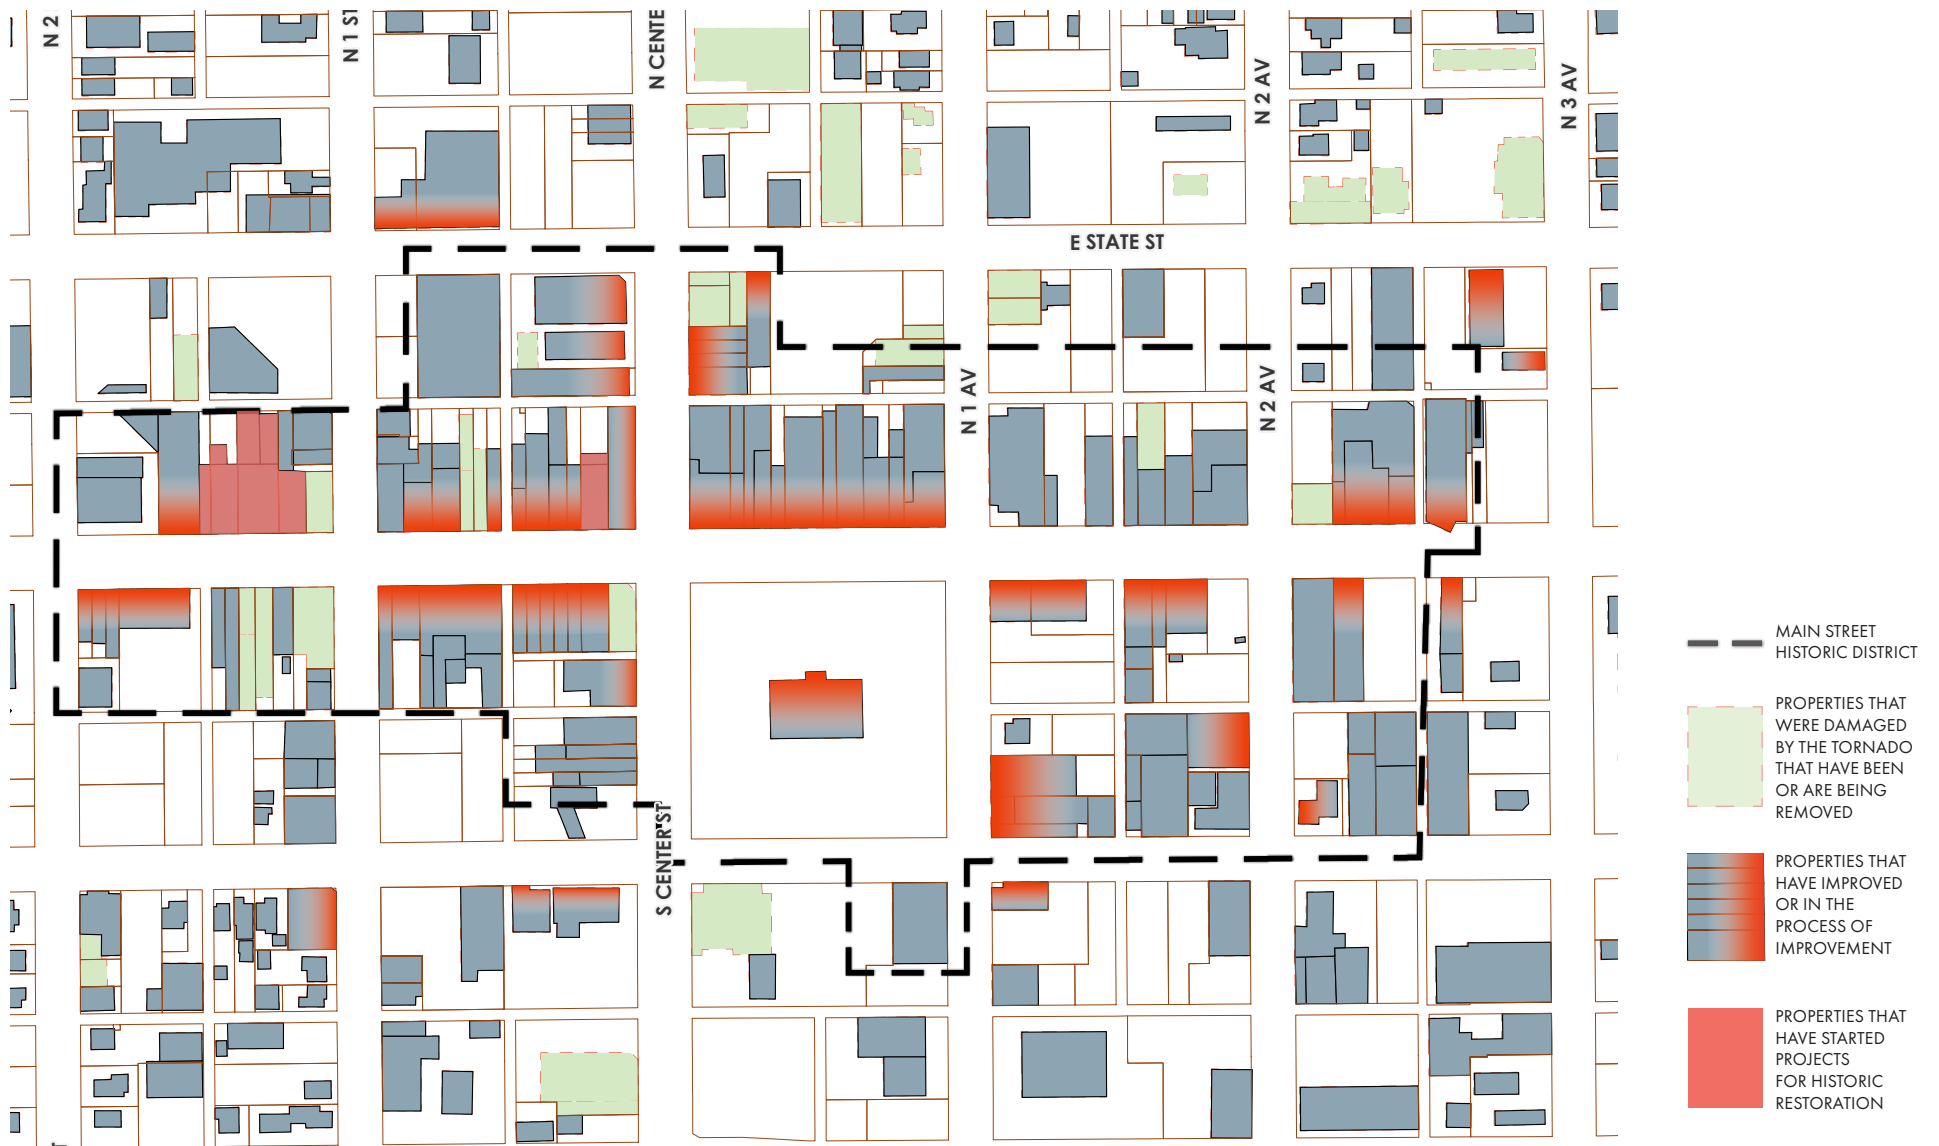 N 2
N 1 ST
N CENTE
N 2 AV
N 3 AV
E STATE ST
N 1 AV
N 2 AV
S CENTER ST
MAIN STREET
HISTORIC DISTRICT
PROPERTIES THAT
WERE DAMAGED
BY THE TORNADO
THAT HAVE BEEN
OR ARE BEING
REMOVED
PROPERTIES THAT
HAVE IMPROVED
OR IN THE
PROCESS OF
IMPROVEMENT
PROPERTIES THAT
HAVE STARTED
PROJECTS
FOR HISTORIC
RESTORATION